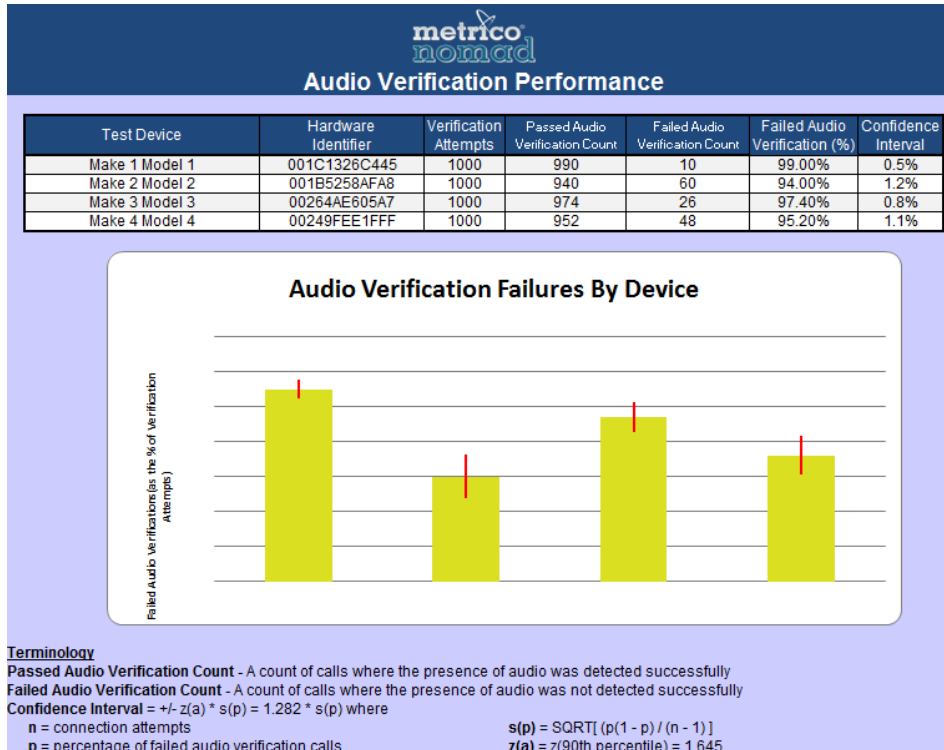 metrico
nomad
Audio Verification Performance
Test Device Hardware Identifier Verification Attempts Passed Audio Verification Count Failed Audio Verification Count Failed Audio Verification (%) Confidence Interval
Make 1 Model 1 001C1326C445 1000 990 10 99.00% 0.5%
Make 2 Model 2 001B5258AFA8 1000 940 60 94.00% 1.2%
Make 3 Model 3 00264AE605A7 1000 974 26 97.40% 0.8%
Make 4 Model 4 00249FEE1FFF 1000 952 48 95.20% 1.1%
Audio Verification Failures By Device
Failed Audio Verifications(as the % of Verification
Attempts)
Terminology
Passed Audio Verification Count - A count of calls where the presence of audio was detected successfully
Failed Audio Verification Count - A count of calls where the presence of audio was not detected successfully
Confidence Interval = +/- z(a) * s(p) = 1.282 * s(p) where
n = connection attempts s(p) = SQRT[ (p(1 - p) / (n - 1) ]
p = percentage of failed audio verification calls z(a) = z(90th percentile) = 1.645